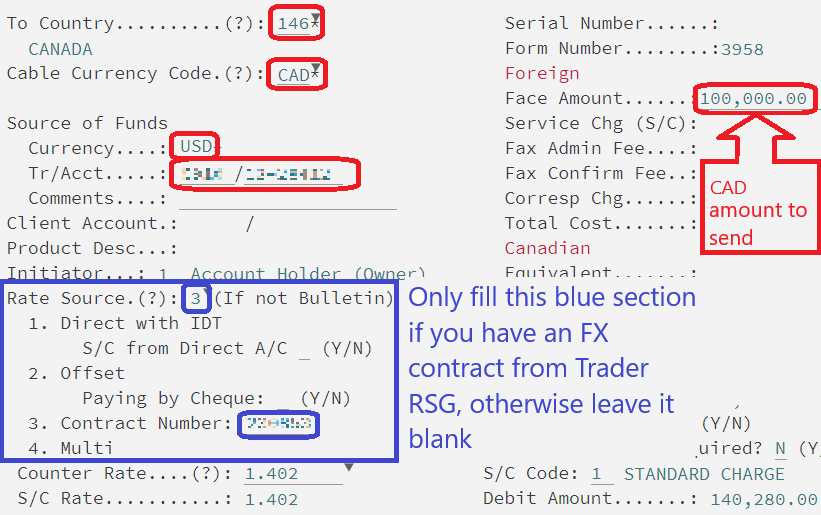 To Country..........(?): 146
CANADA
Cable Currency Code.(?): CAD
Source of Funds
Currency....: USD
Tr/Acct.....: /
Comments....:
Client Account.: /
Product Desc...:
Initiator...: 1 Account Holder (Owner)
Serial Number......:
Form Number........:3958
Foreign
Face Amount......:100,000.00
Service Chg (S/C):
Fax Admin Fee....:
Fax Confirm Fee..:
Corresp Chg......:
Total Cost.......:
Canadian
Equivalent.......:
CAD
amount to
send
Rate Source.(?): 3 (If not Bulletin)
1. Direct with IDT
S/C from Direct A/C _ (Y/N)
2. Offset
Paying by Cheque: _ (Y/N)
3. Contract Number:
4. Multi
Only fill this blue section
if you have an FX
contract from Trader
RSG, otherwise leave it
blank
(Y/N)
uired? N (Y/
Counter Rate....(?): 1.402
S/C Rate...........: 1.402
S/C Code: 1 STANDARD CHARGE
Debit Amount.......: 140,280.00